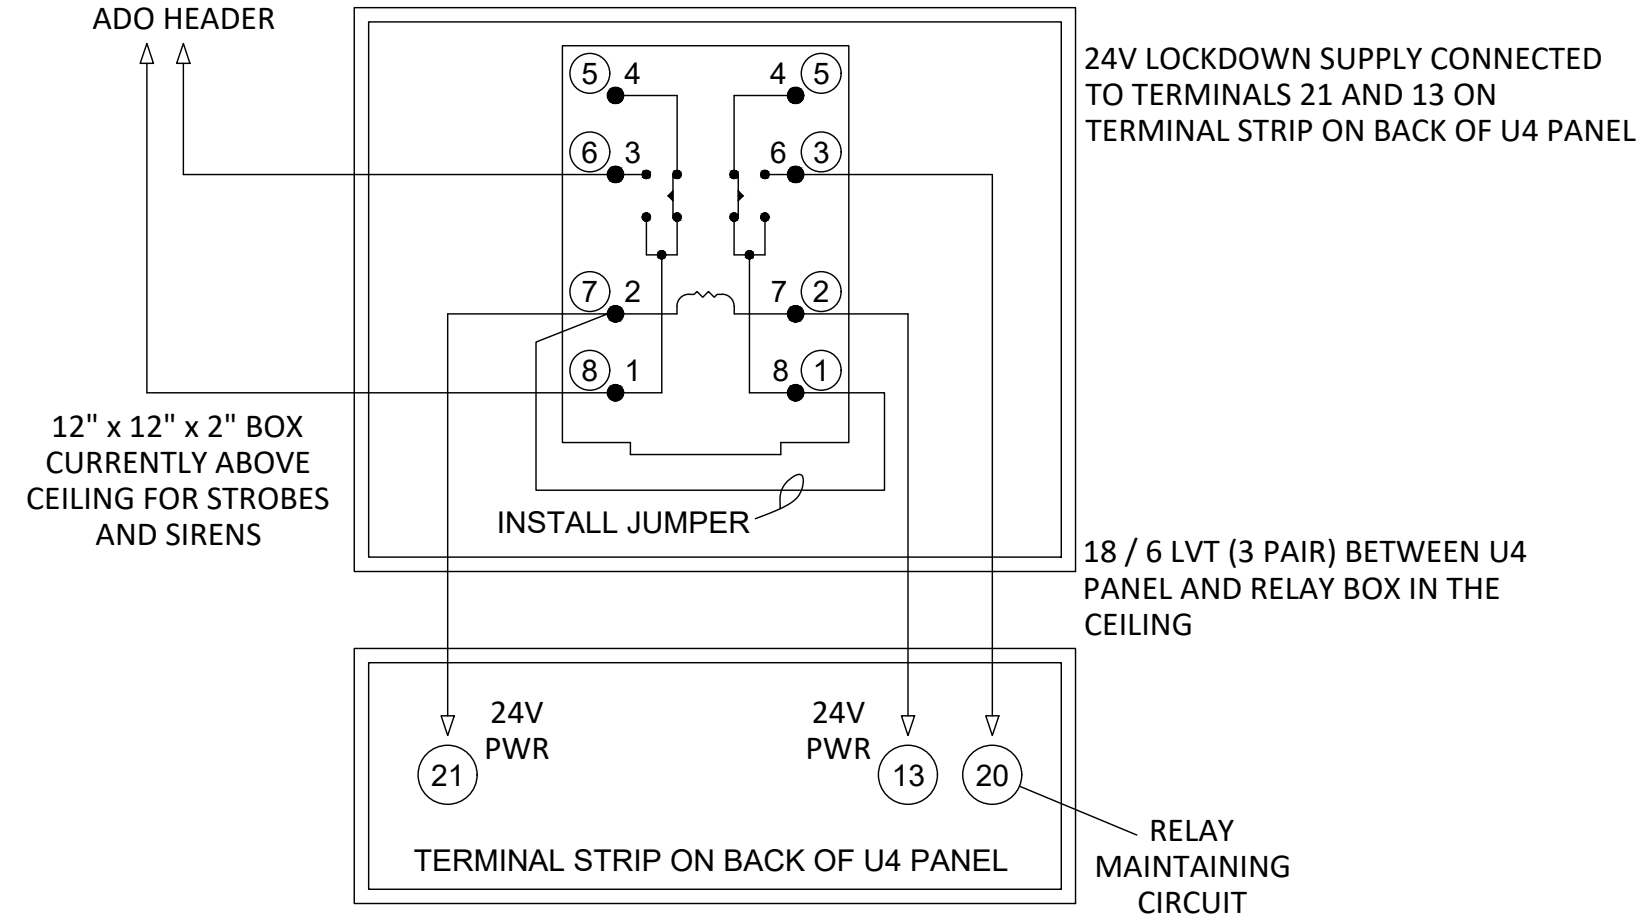 ADO HEADER
24V LOCKDOWN SUPPLY CONNECTED
TO TERMINALS 21 AND 13 ON
TERMINAL STRIP ON BACK OF U4 PANEL
5 4 4 5
6 3 6 3
7 2 7 2
8 1 8 1
12" x 12" x 2" BOX
CURRENTLY ABOVE
CEILING FOR STROBES
AND SIRENS
INSTALL JUMPER
18 / 6 LVT (3 PAIR) BETWEEN U4
PANEL AND RELAY BOX IN THE
CEILING
24V
PWR
21
24V
PWR
13
20
TERMINAL STRIP ON BACK OF U4 PANEL
RELAY
MAINTAINING
CIRCUIT